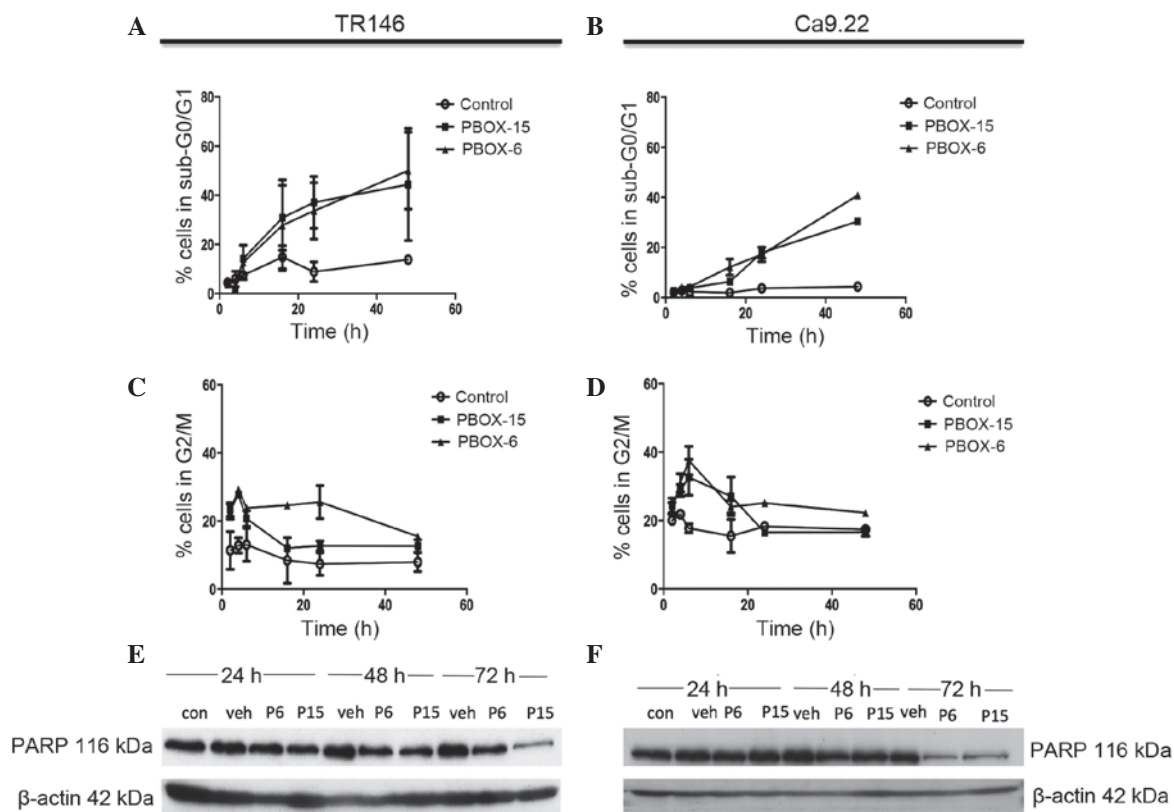 A TR146
B Ca9.22
% cells in sub-G0/G1
80
60
40
20
0
0 20 40 60
Time (h)
Control
PBOX-15
PBOX-6
% cells in sub-G0/G1
80
60
40
20
0
0 20 40 60
Time (h)
Control
PBOX-15
PBOX-6
C
% cells in G2/M
60
40
20
0
0 20 40 60
Time (h)
Control
PBOX-15
PBOX-6
D
% cells in G2/M
60
40
20
0
0 20 40 60
Time (h)
Control
PBOX-15
PBOX-6
E
24 h 48 h 72 h
con veh P6 P15 veh P6 P15 veh P6 P15
PARP 116 kDa
β-actin 42 kDa
F
24 h 48 h 72 h
con veh P6 P15 veh P6 P15 veh P6 P15
PARP 116 kDa
β-actin 42 kDa